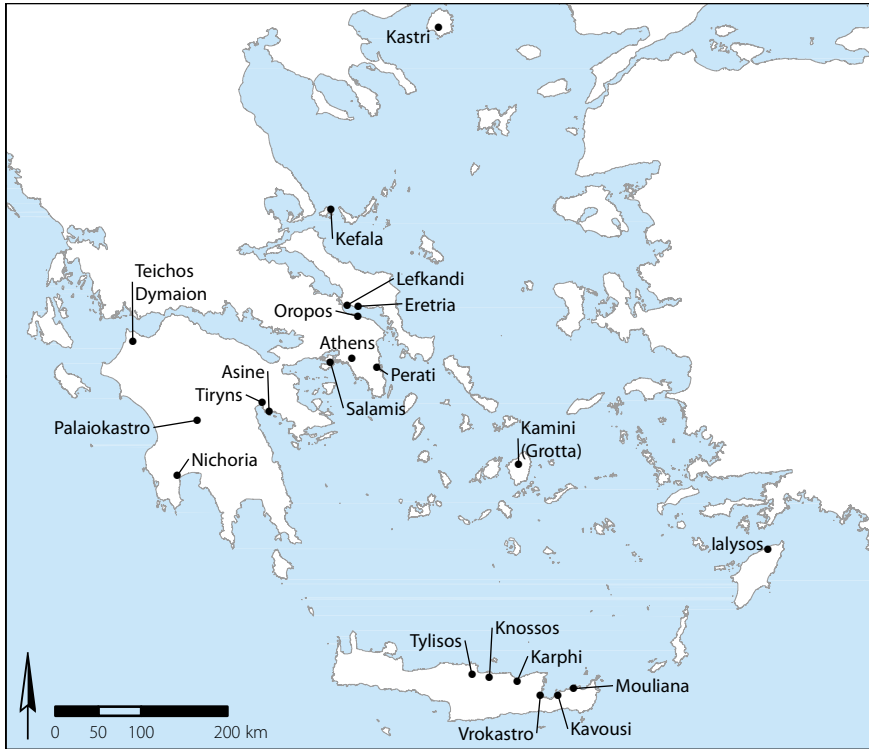 Kastri
Kefala
Teichos
Dymaion
Lefkandi
Eretria
Oropos
Athens
Asine
Perati
Tiryns
Salamis
Palaiokastro
Kamini
(Grotta)
Nichoria
Ialysos
Knossos
Tylisos
Karphi
Mouliana
Kavousi
Vrokastro
0 50 100 200 km